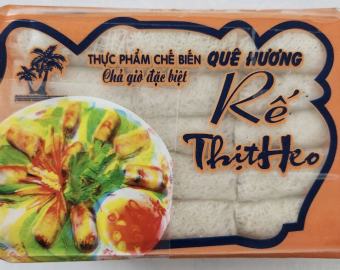 THỰC PHẨM CHẾ BIẾN QUÊ HƯƠNG
Chả giò đặc biệt
Rế
Thịt Heo